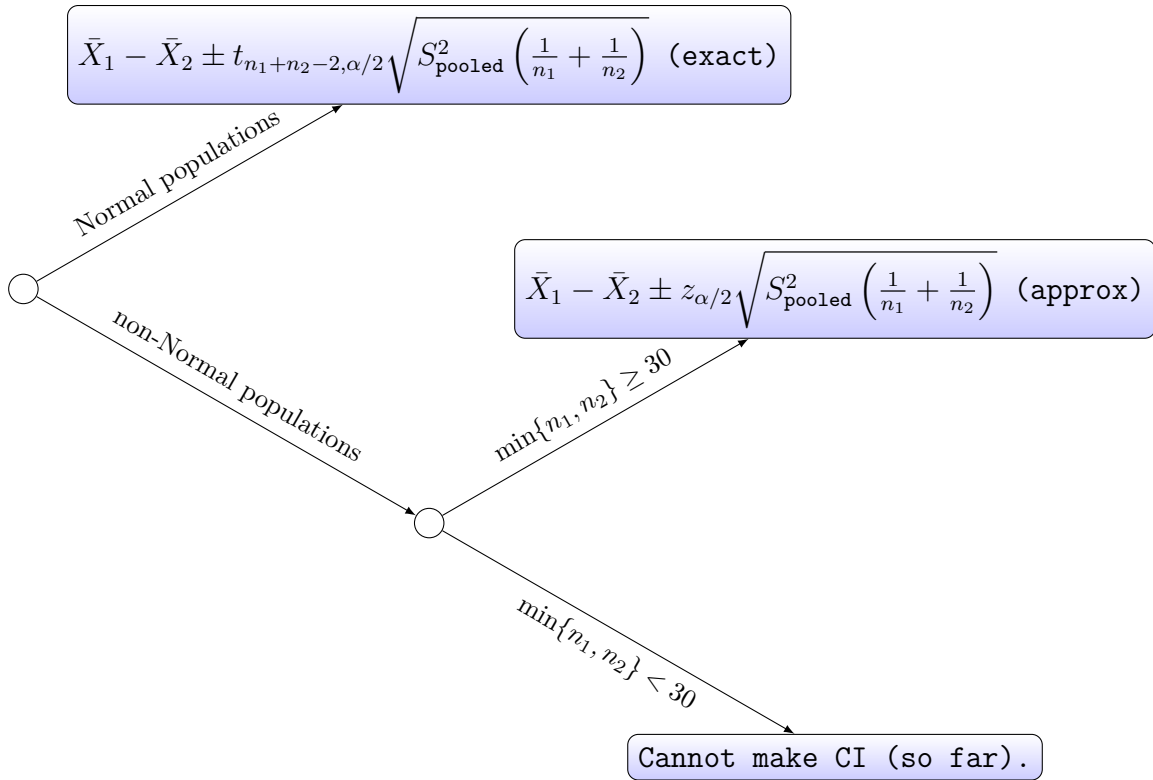 X̄₁ − X̄₂ ± t_{n₁+n₂−2,α/2} √(S²_pooled (1/n₁ + 1/n₂)) (exact)
Normal populations
X̄₁ − X̄₂ ± z_{α/2} √(S²_pooled (1/n₁ + 1/n₂)) (approx)
non-Normal populations
min{n₁, n₂} ≥ 30
min{n₁, n₂} < 30
Cannot make CI (so far).